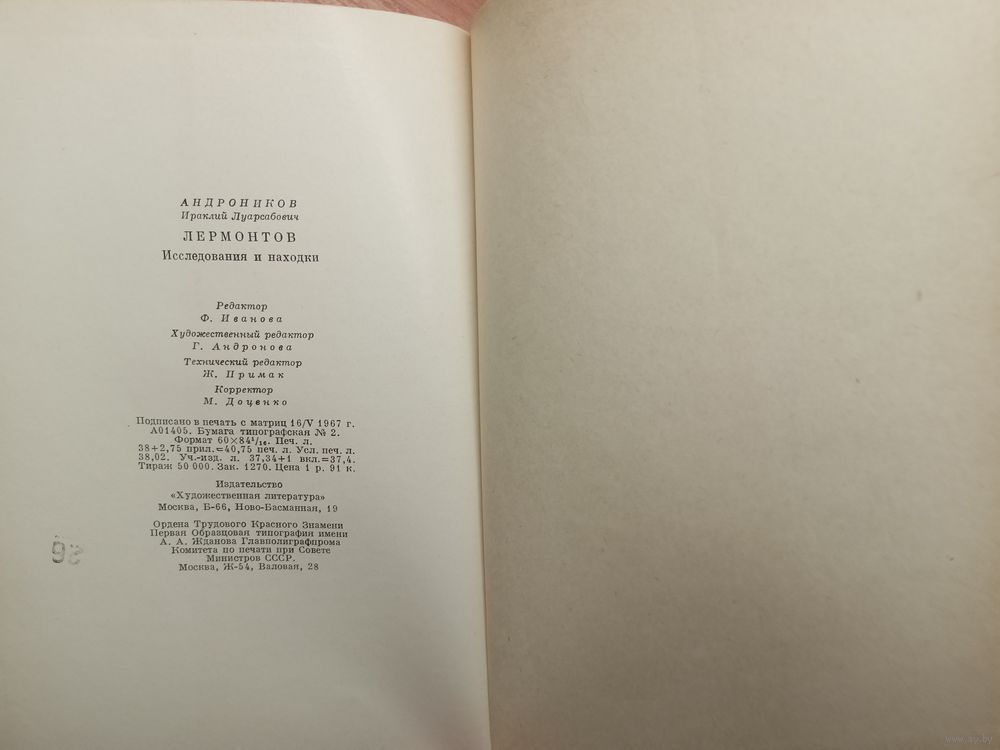 АНДРОНИКОВ
Ираклий Луарсабович
ЛЕРМОНТОВ
Исследования и находки
Редактор
Ф. Иванова
Художественный редактор
Г. Андронова
Технический редактор
Ж. Примак
Корректор
М. Доценко
Подписано в печать с матриц 16/V 1967 г.
А01405. Бумага типографская № 2.
Формат 60×84¹/₁₆. Печ. л.
38+2,75 прил.=40,75 печ. л. Усл. печ. л.
38,02. Уч.-изд. л. 37,34+1 вкл.=37,4.
Тираж 50 000. Зак. 1270. Цена 1 р. 91 к.
Издательство
«Художественная литература»
Москва, Б-66, Ново-Басманная, 19
Ордена Трудового Красного Знамени
Первая Образцовая типография имени
А. А. Жданова Главполиграфпрома
Комитета по печати при Совете
Министров СССР.
Москва, Ж-54, Валовая, 28
www.ay.by